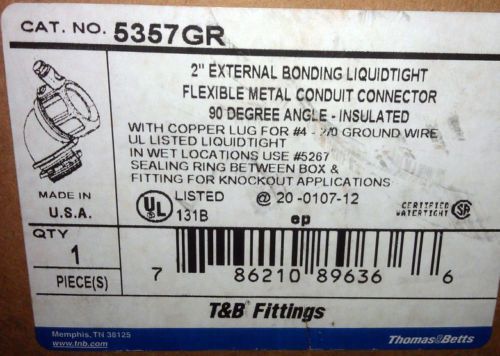 CAT. NO. 5357GR
2" EXTERNAL BONDING LIQUIDTIGHT
FLEXIBLE METAL CONDUIT CONNECTOR
90 DEGREE ANGLE - INSULATED
WITH COPPER LUG FOR #4 - 2/0 GROUND WIRE
UL LISTED LIQUIDTIGHT
IN WET LOCATIONS USE #5267
SEALING RING BETWEEN BOX &
FITTING FOR KNOCKOUT APPLICATIONS
MADE IN
U.S.A.
UL
LISTED
131B
@ 20 -0107-12
ep
CERTIFIED
WATERTIGHT
SA
QTY
1
PIECE(S)
7 86210 89636 6
T&B® Fittings
Memphis, TN 38125
www.tnb.com
Thomas&Betts